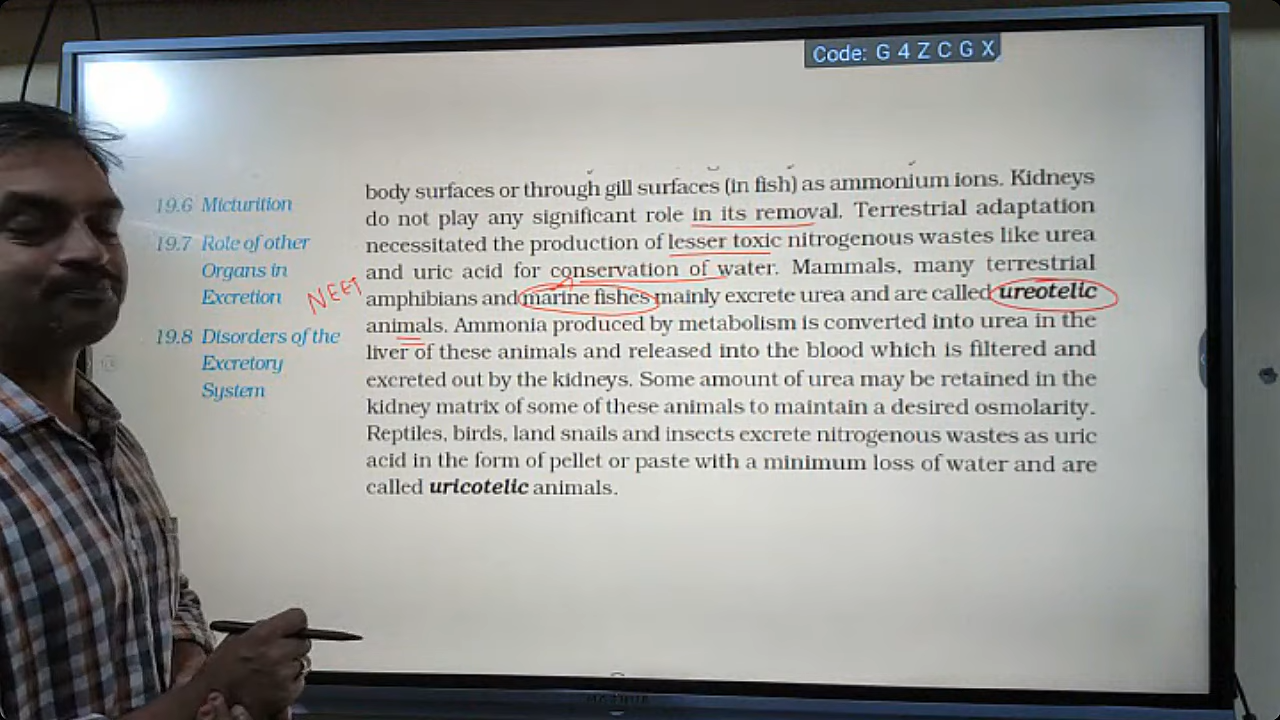 Code: G 4 Z C G X
19.6 Micturition
19.7 Role of other
Organs in
Excretion
19.8 Disorders of the
Excretory
System
NEET
body surfaces or through gill surfaces (in fish) as ammonium ions. Kidneys
do not play any significant role in its removal. Terrestrial adaptation
necessitated the production of lesser toxic nitrogenous wastes like urea
and uric acid for conservation of water. Mammals, many terrestrial
amphibians and marine fishes mainly excrete urea and are called ureotelic
animals. Ammonia produced by metabolism is converted into urea in the
liver of these animals and released into the blood which is filtered and
excreted out by the kidneys. Some amount of urea may be retained in the
kidney matrix of some of these animals to maintain a desired osmolarity.
Reptiles, birds, land snails and insects excrete nitrogenous wastes as uric
acid in the form of pellet or paste with a minimum loss of water and are
called uricotelic animals.